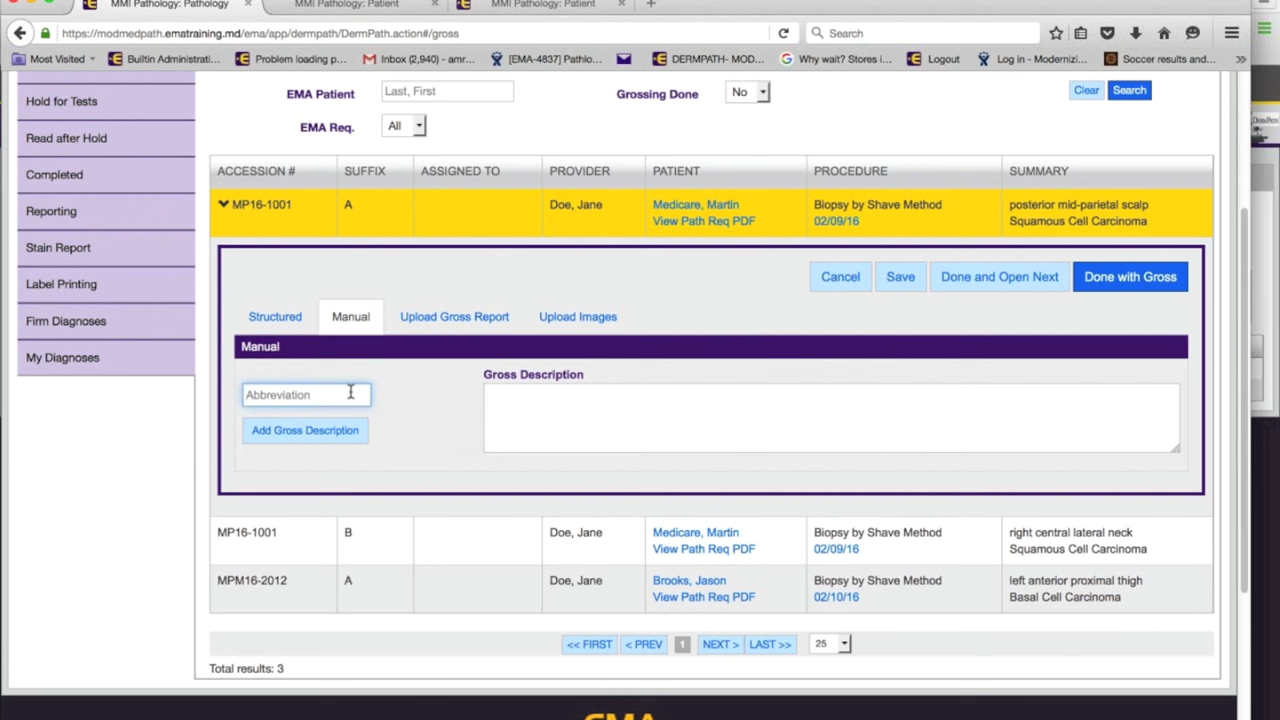 MMI Pathology: Pathology × MMI Pathology: Patient × MMI Pathology: Patient × +
https://modmedpath.ematraining.md/ema/app/dermpath/DermPath.action#/gross Search
Most Visited Builtin Administrati... Problem loading p... Inbox (2,940) - amr... [EMA-4837] Pathlo... DERMPATH- MOD... Why wait? Stores i... Logout Log in - Moderniz... Soccer results and... »
Hold for Tests
Read after Hold
Completed
Reporting
Stain Report
Label Printing
Firm Diagnoses
My Diagnoses
EMA Patient Last, First Grossing Done No Clear Search
EMA Req. All
ACCESSION # SUFFIX ASSIGNED TO PROVIDER PATIENT PROCEDURE SUMMARY
MP16-1001 A Doe, Jane Medicare, Martin Biopsy by Shave Method posterior mid-parietal scalp
View Path Req PDF 02/09/16 Squamous Cell Carcinoma
Cancel Save Done and Open Next Done with Gross
Structured Manual Upload Gross Report Upload Images
Manual
Gross Description
Abbreviation
Add Gross Description
MP16-1001 B Doe, Jane Medicare, Martin Biopsy by Shave Method right central lateral neck
View Path Req PDF 02/09/16 Squamous Cell Carcinoma
MPM16-2012 A Doe, Jane Brooks, Jason Biopsy by Shave Method left anterior proximal thigh
View Path Req PDF 02/10/16 Basal Cell Carcinoma
<< FIRST < PREV 1 NEXT > LAST >> 25
Total results: 3
EMA